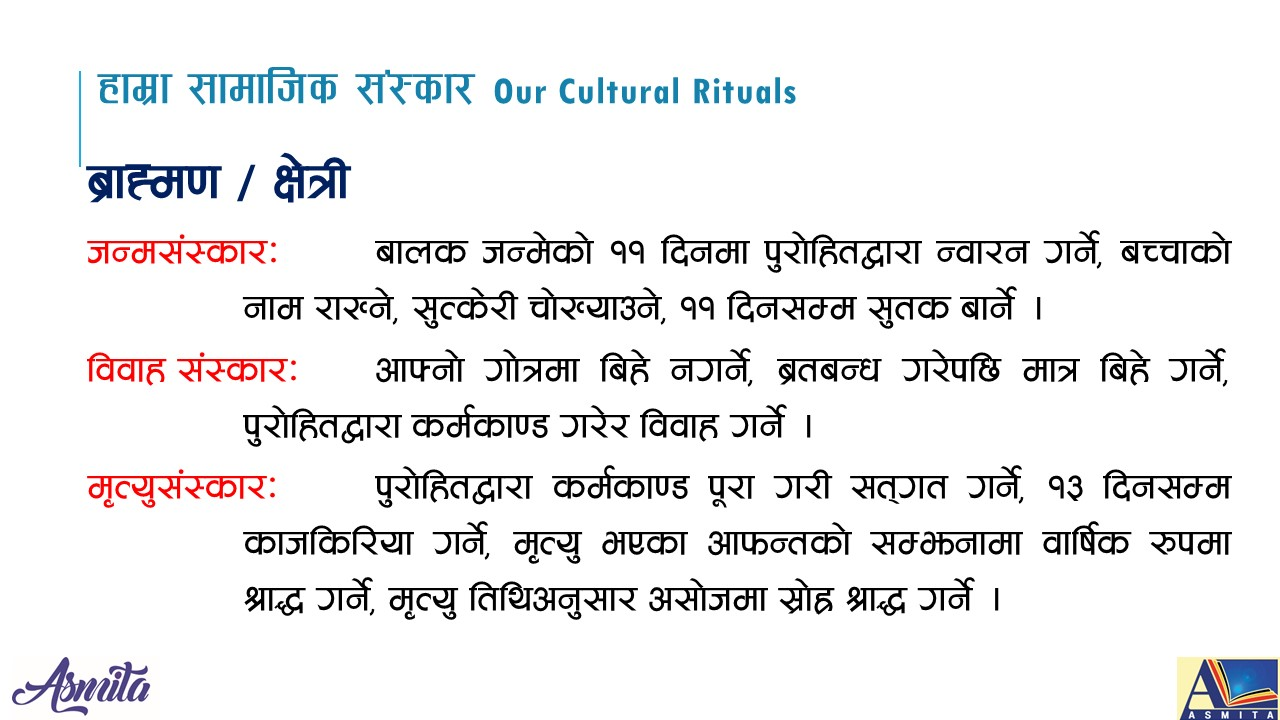 हाम्रा सामाजिक संस्कार Our Cultural Rituals
ब्राह्मण / क्षेत्री
जन्मसंस्कारः बालक जन्मेको ११ दिनमा पुरोहितद्वारा न्वारन गर्ने, बच्चाको
नाम राख्ने, सुत्केरी चोख्याउने, ११ दिनसम्म सुतक बार्ने ।
विवाह संस्कारः आफ्नो गोत्रमा बिहे नगर्ने, ब्रतबन्ध गरेपछि मात्र बिहे गर्ने,
पुरोहितद्वारा कर्मकाण्ड गरेर विवाह गर्ने ।
मृत्युसंस्कारः पुरोहितद्वारा कर्मकाण्ड पूरा गरी सत्‌गत गर्ने, १३ दिनसम्म
काजकिरिया गर्ने, मृत्यु भएका आफन्तको सम्झनामा वार्षिक रुपमा
श्राद्ध गर्ने, मृत्यु तिथिअनुसार असोजमा स्रोह्र श्राद्ध गर्ने ।
Asmita
ASMITA